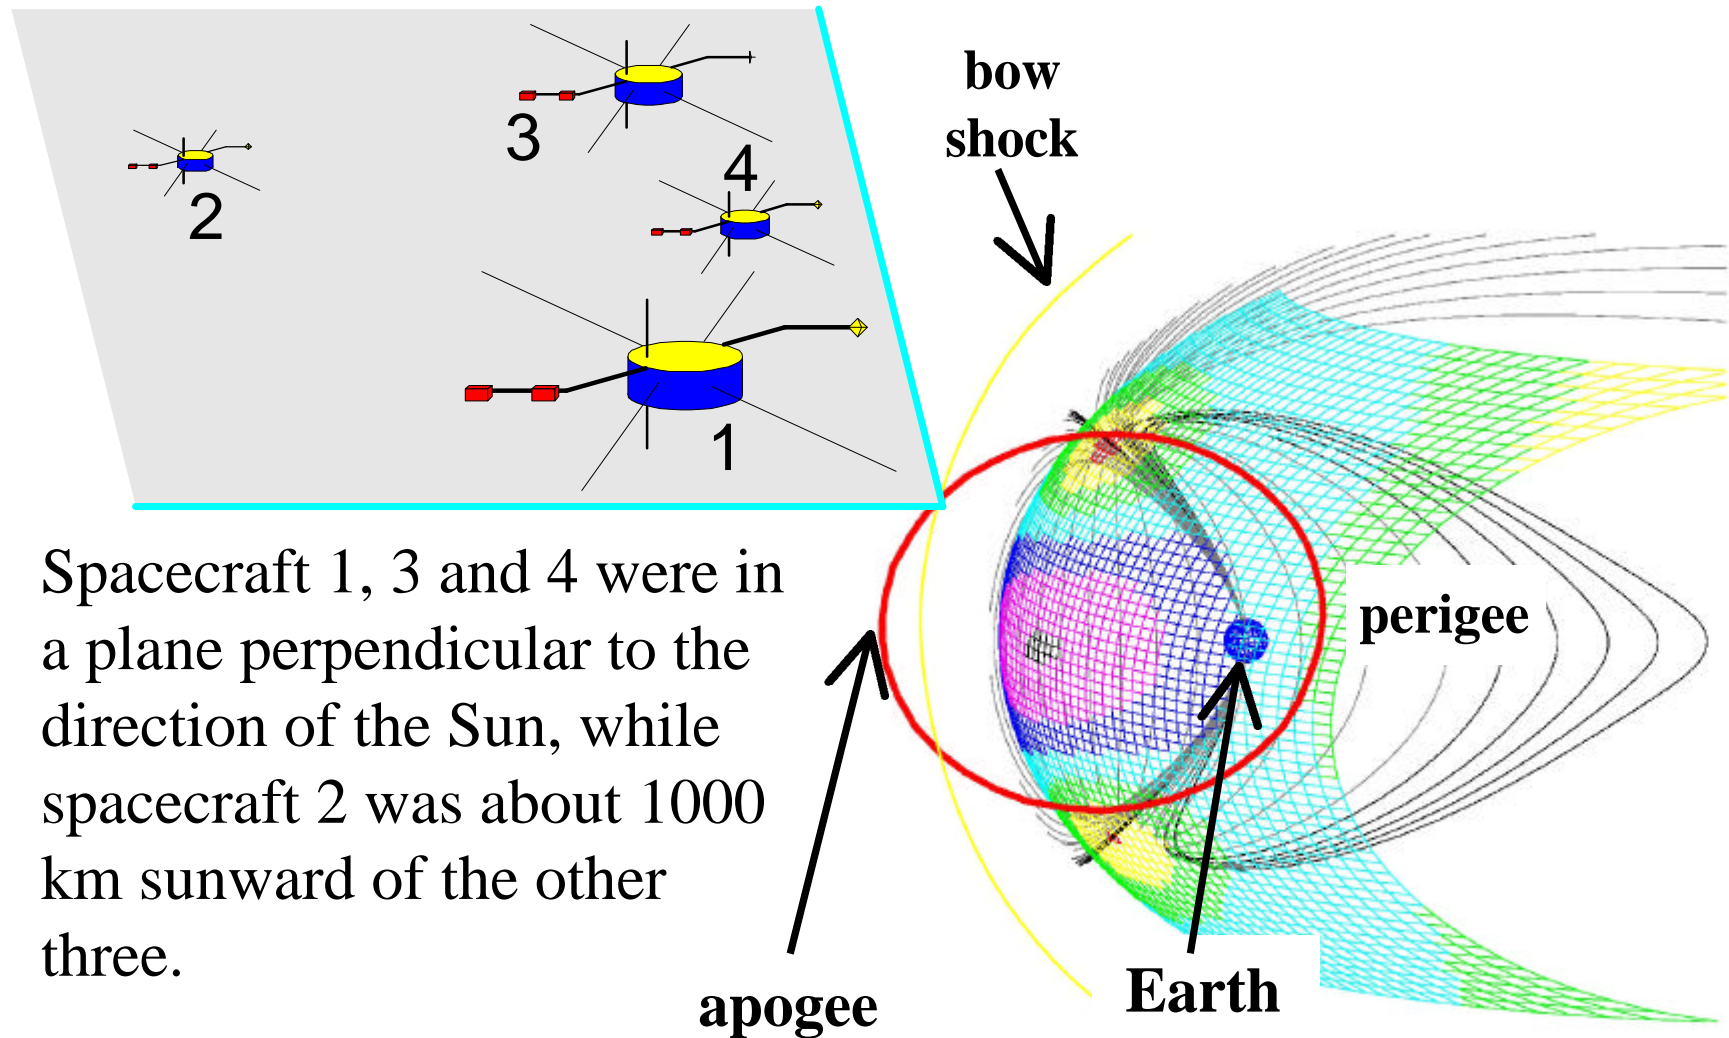 3
2
4
1
bow
shock
perigee
Spacecraft 1, 3 and 4 were in
a plane perpendicular to the
direction of the Sun, while
spacecraft 2 was about 1000
km sunward of the other
three.
apogee
Earth